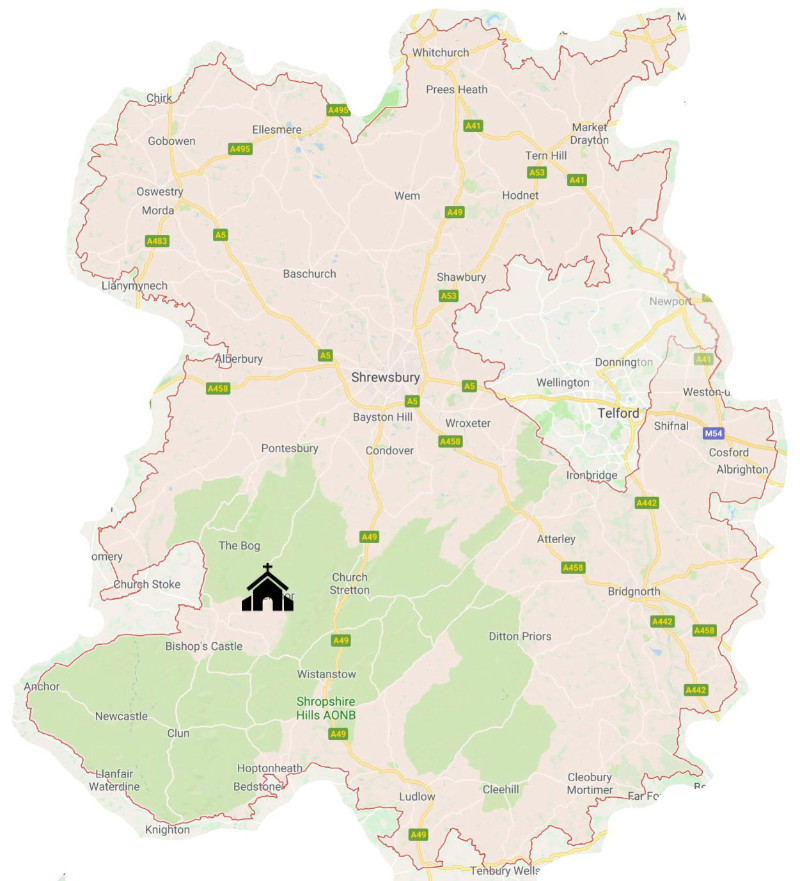 Whitchurch
Prees Heath
Chirk
A495
Ellesmere
A41
Market
Drayton
Gobowen
A495
Tern Hill
A53
A41
Oswestry
Wem
Hodnet
Morda
A49
A5
A483
Baschurch
Shawbury
Llanymynech
A53
Newport
Alberbury
A5
A41
Donnington
Shrewsbury
A458
A5
Wellington
Weston-u
A5
Bayston Hill
Wroxeter
Telford
Shifnal
M54
A458
Pontesbury
Condover
Cosford
Albrighton
Ironbridge
A442
The Bog
A49
Atterley
omery
A458
Church Stoke
Church
Stretton
Bridgnorth
or
A442
A458
Bishop's Castle
A49
Ditton Priors
Wistanstow
Anchor
A442
Shropshire
Hills AONB
Newcastle
Clun
A49
Llanfair
Waterdine
Hoptonheath
Bedstone
Cleobury
Mortimer
Ludlow
Cleehill
Far Fo
Knighton
A49
Tenbury Wells